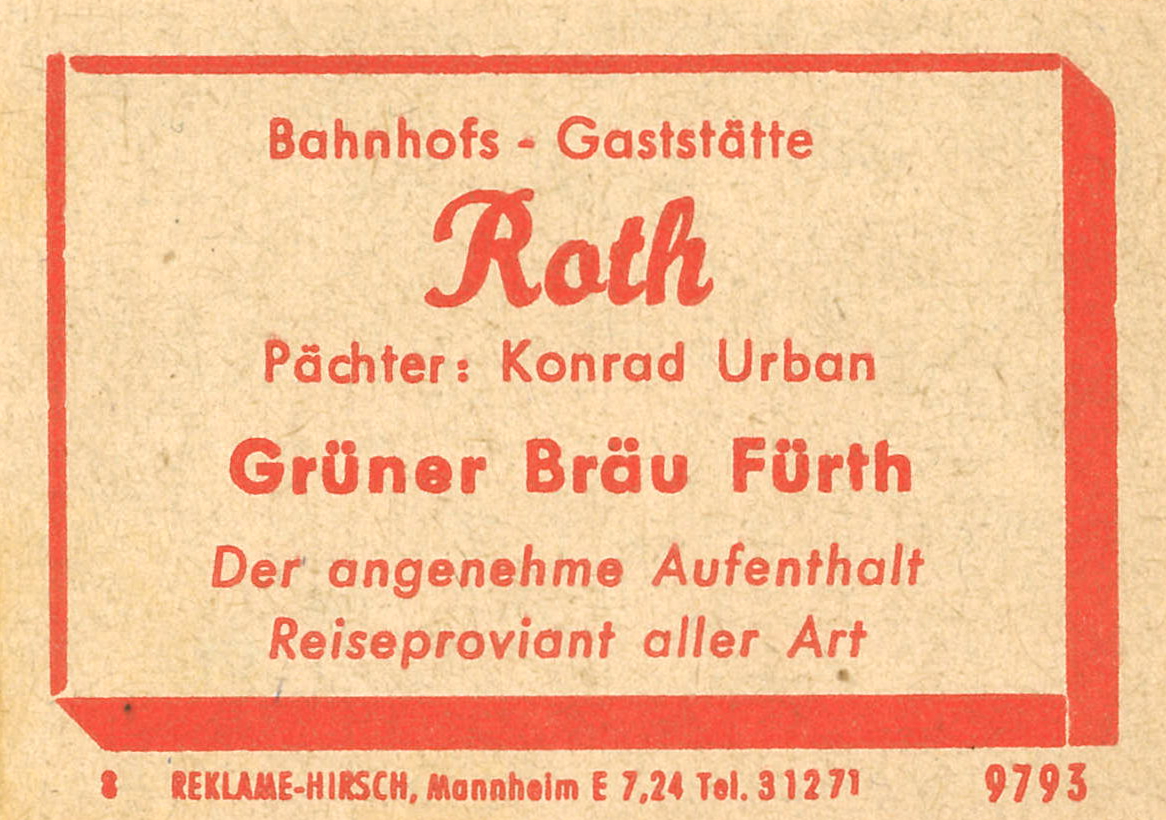 Bahnhofs - Gaststätte
Roth
Pächter: Konrad Urban
Grüner Bräu Fürth
Der angenehme Aufenthalt
Reiseproviant aller Art
8 REKLAME-HIRSCH, Mannheim E 7,24 Tel. 31271 9793